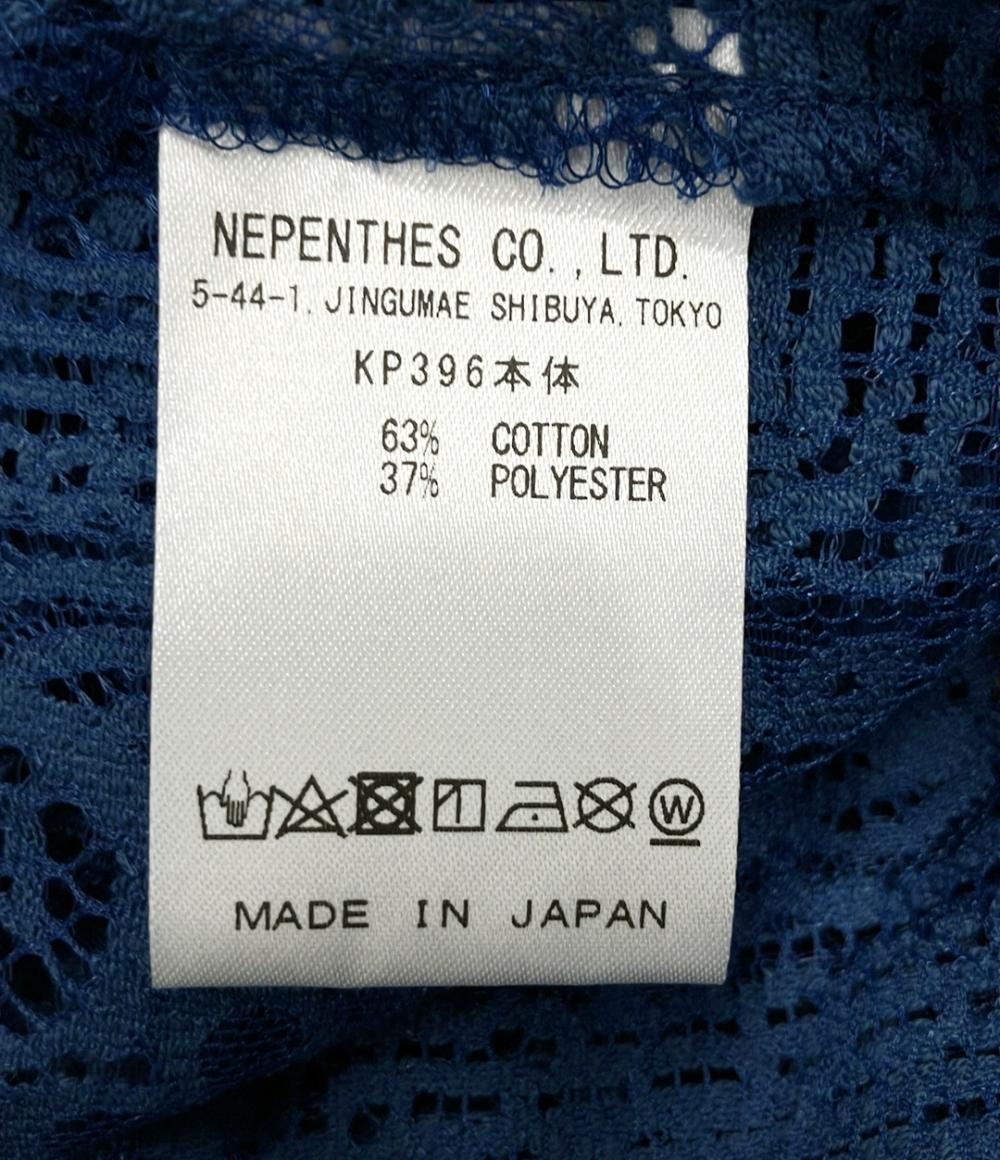 NEPENTHES CO., LTD.
5-44-1, JINGUMAE SHIBUYA, TOKYO
KP396本体
63% COTTON
37% POLYESTER
W
MADE IN JAPAN